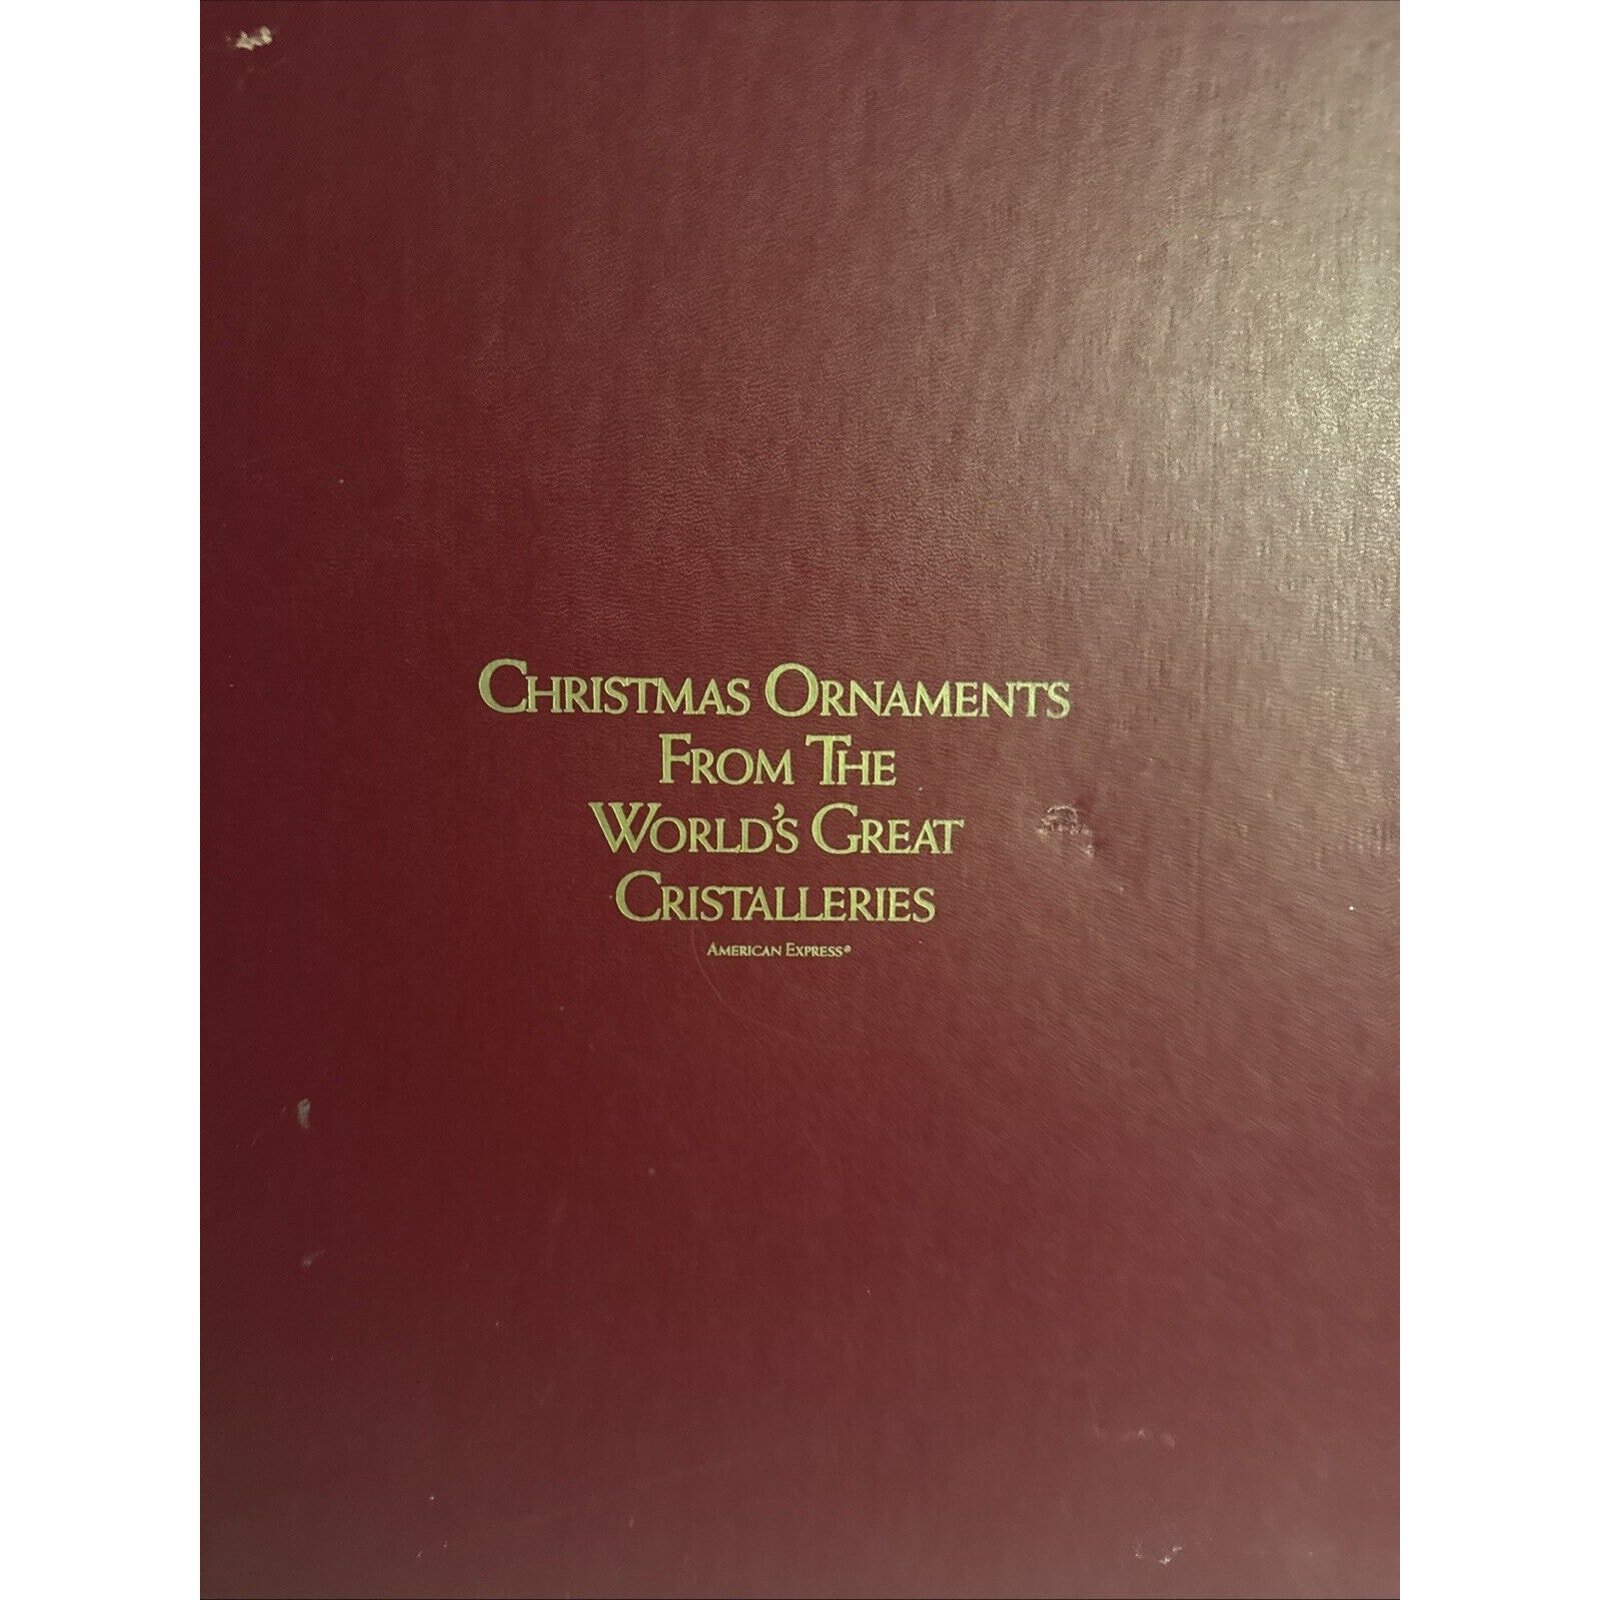 Christmas Ornaments
From The
World's Great
Cristalleries
American Express®